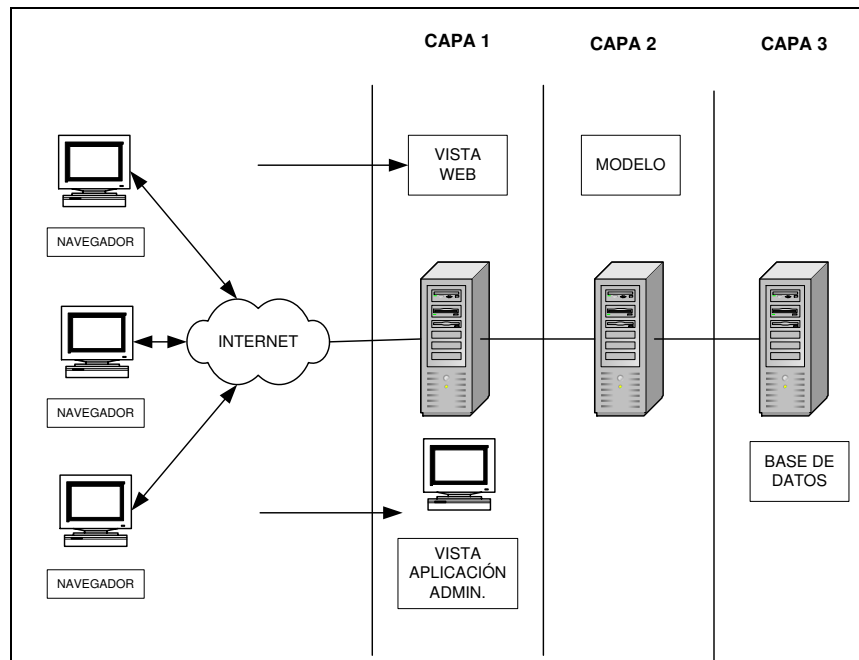 CAPA 1
CAPA 2
CAPA 3
VISTA
WEB
MODELO
NAVEGADOR
INTERNET
NAVEGADOR
BASE DE
DATOS
VISTA
APLICACIÓN
ADMIN.
NAVEGADOR